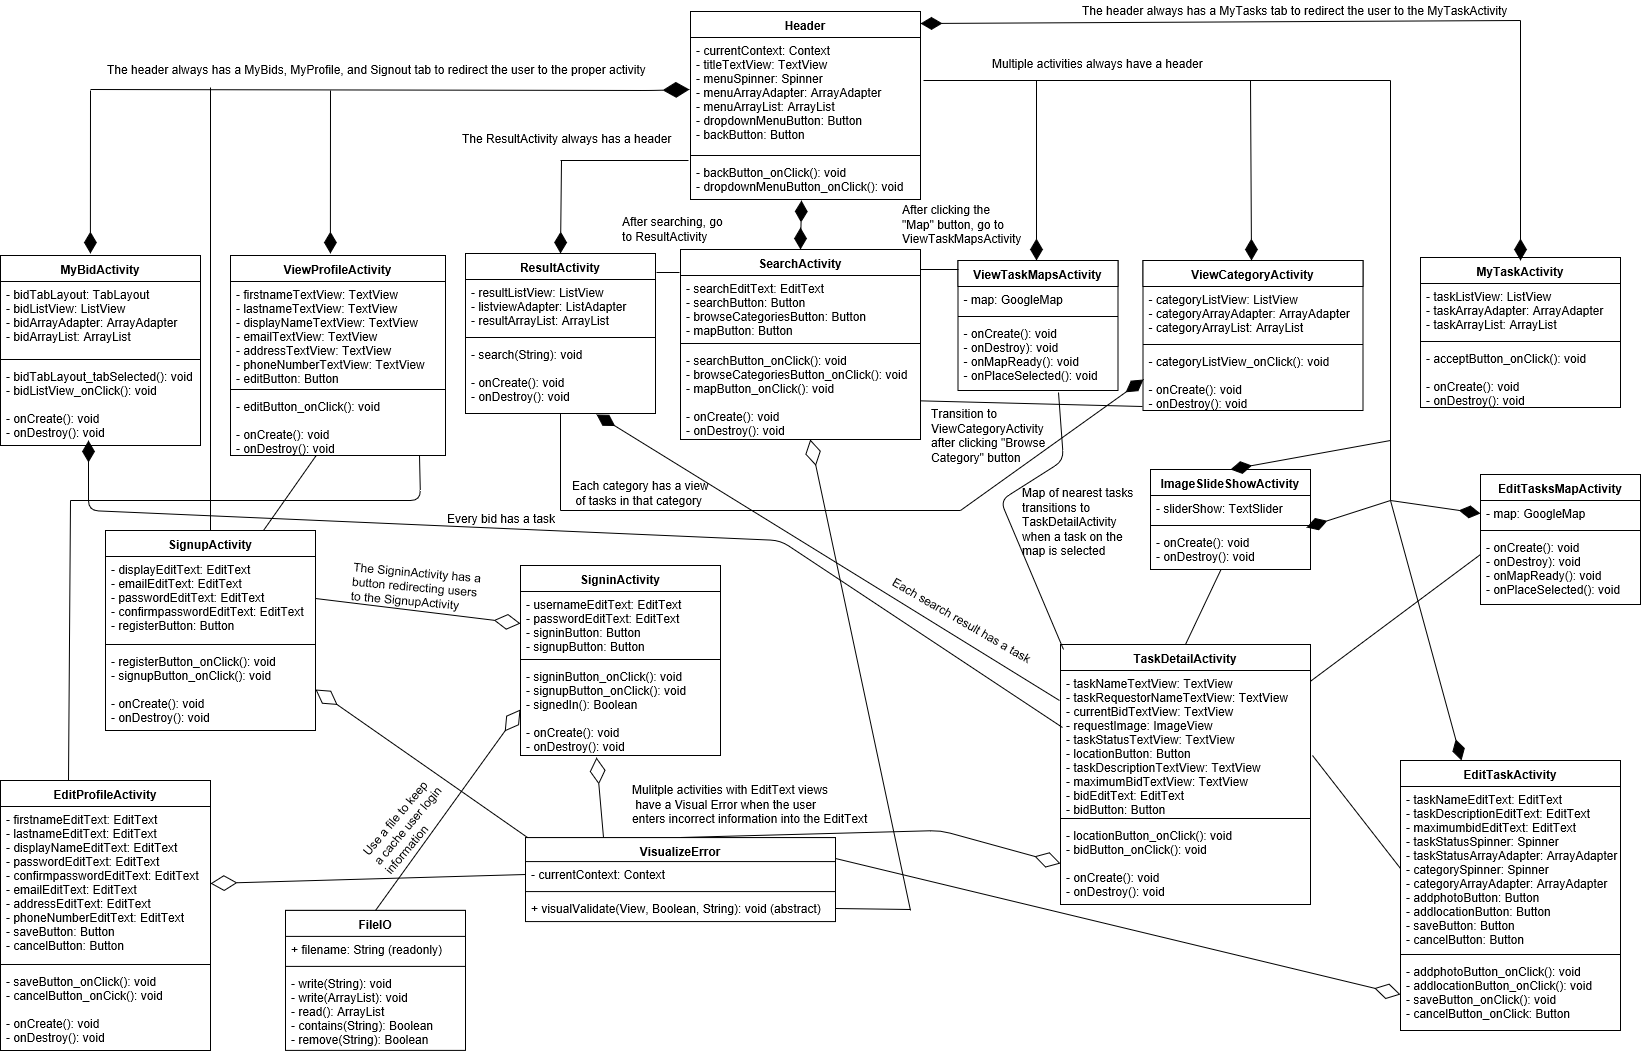 The header always has a MyTasks tab to redirect the user to the MyTaskActivity
Header
- currentContext: Context
- titleTextView: TextView
- menuSpinner: Spinner
- menuArrayAdapter: ArrayAdapter
- menuArrayList: ArrayList
- dropdownMenuButton: Button
- backButton: Button
- backButton_onClick(): void
- dropdownMenuButton_onClick(): void
The header always has a MyBids, MyProfile, and Signout tab to redirect the user to the proper activity
Multiple activities always have a header
The ResultActivity always has a header
After searching, go
to ResultActivity
After clicking the
"Map" button, go to
ViewTaskMapsActivity
MyBidActivity
- bidTabLayout: TabLayout
- bidListView: ListView
- bidArrayAdapter: ArrayAdapter
- bidArrayList: ArrayList
- bidTabLayout_tabSelected(): void
- bidListView_onClick(): void
- onCreate(): void
- onDestroy(): void
ViewProfileActivity
- firstnameTextView: TextView
- lastnameTextView: TextView
- displayNameTextView: TextView
- emailTextView: TextView
- addressTextView: TextView
- phoneNumberTextView: TextView
- editButton: Button
- editButton_onClick(): void
- onCreate(): void
- onDestroy(): void
ResultActivity
- resultListView: ListView
- listviewAdapter: ListAdapter
- resultArrayList: ArrayList
- search(String): void
- onCreate(): void
- onDestroy(): void
SearchActivity
- searchEditText: EditText
- searchButton: Button
- browseCategoriesButton: Button
- mapButton: Button
- searchButton_onClick(): void
- browseCategoriesButton_onClick(): void
- mapButton_onClick(): void
- onCreate(): void
- onDestroy(): void
ViewTaskMapsActivity
- map: GoogleMap
- onCreate(): void
- onDestroy): void
- onMapReady(): void
- onPlaceSelected(): void
ViewCategoryActivity
- categoryListView: ListView
- categoryArrayAdapter: ArrayAdapter
- categoryArrayList: ArrayList
- categoryListView_onClick(): void
- onCreate(): void
- onDestroy(): void
MyTaskActivity
- taskListView: ListView
- taskArrayAdapter: ArrayAdapter
- taskArrayList: ArrayList
- acceptButton_onClick(): void
- onCreate(): void
- onDestroy(): void
Transition to
ViewCategoryActivity
after clicking "Browse
Category" button
Each category has a view
of tasks in that category
Every bid has a task
Map of nearest tasks
transitions to
TaskDetailActivity
when a task on the
map is selected
ImageSlideShowActivity
- sliderShow: TextSlider
- onCreate(): void
- onDestroy(): void
EditTasksMapActivity
- map: GoogleMap
- onCreate(): void
- onDestroy): void
- onMapReady(): void
- onPlaceSelected(): void
SignupActivity
- displayEditText: EditText
- emailEditText: EditText
- passwordEditText: EditText
- confirmpasswordEditText: EditText
- registerButton: Button
- registerButton_onClick(): void
- signupButton_onClick(): void
- onCreate(): void
- onDestroy(): void
The SigninActivity has a
button redirecting users
to the SignupActivity
SigninActivity
- usernameEditText: EditText
- passwordEditText: EditText
- signinButton: Button
- signupButton: Button
- signinButton_onClick(): void
- signupButton_onClick(): void
- signedIn(): Boolean
- onCreate(): void
- onDestroy(): void
Each search result has a task
TaskDetailActivity
- taskNameTextView: TextView
- taskRequestorNameTextView: TextView
- currentBidTextView: TextView
- requestImage: ImageView
- taskStatusTextView: TextView
- locationButton: Button
- taskDescriptionTextView: TextView
- maximumBidTextView: TextView
- bidEditText: EditText
- bidButton: Button
- locationButton_onClick(): void
- bidButton_onClick(): void
- onCreate(): void
- onDestroy(): void
EditProfileActivity
- firstnameEditText: EditText
- lastnameEditText: EditText
- displayNameEditText: EditText
- passwordEditText: EditText
- confirmpasswordEditText: EditText
- emailEditText: EditText
- addressEditText: EditText
- phoneNumberEditText: EditText
- saveButton: Button
- cancelButton: Button
- saveButton_onClick(): void
- cancelButton_onCick(): void
- onCreate(): void
- onDestroy(): void
Use a file to keep
a cache user login
information
Mulitple activities with EditText views
have a Visual Error when the user
enters incorrect information into the EditText
VisualizeError
- currentContext: Context
+ visualValidate(View, Boolean, String): void (abstract)
FileIO
+ filename: String (readonly)
- write(String): void
- write(ArrayList): void
- read(): ArrayList
- contains(String): Boolean
- remove(String): Boolean
EditTaskActivity
- taskNameEditText: EditText
- taskDescriptionEditText: EditText
- maximumbidEditText: EditText
- taskStatusSpinner: Spinner
- taskStatusArrayAdapter: ArrayAdapter
- categorySpinner: Spinner
- categoryArrayAdapter: ArrayAdapter
- addphotoButton: Button
- addlocationButton: Button
- saveButton: Button
- cancelButton: Button
- addphotoButton_onClick(): void
- addlocationButton_onClick(): void
- saveButton_onClick(): void
- cancelButton_onClick: Button